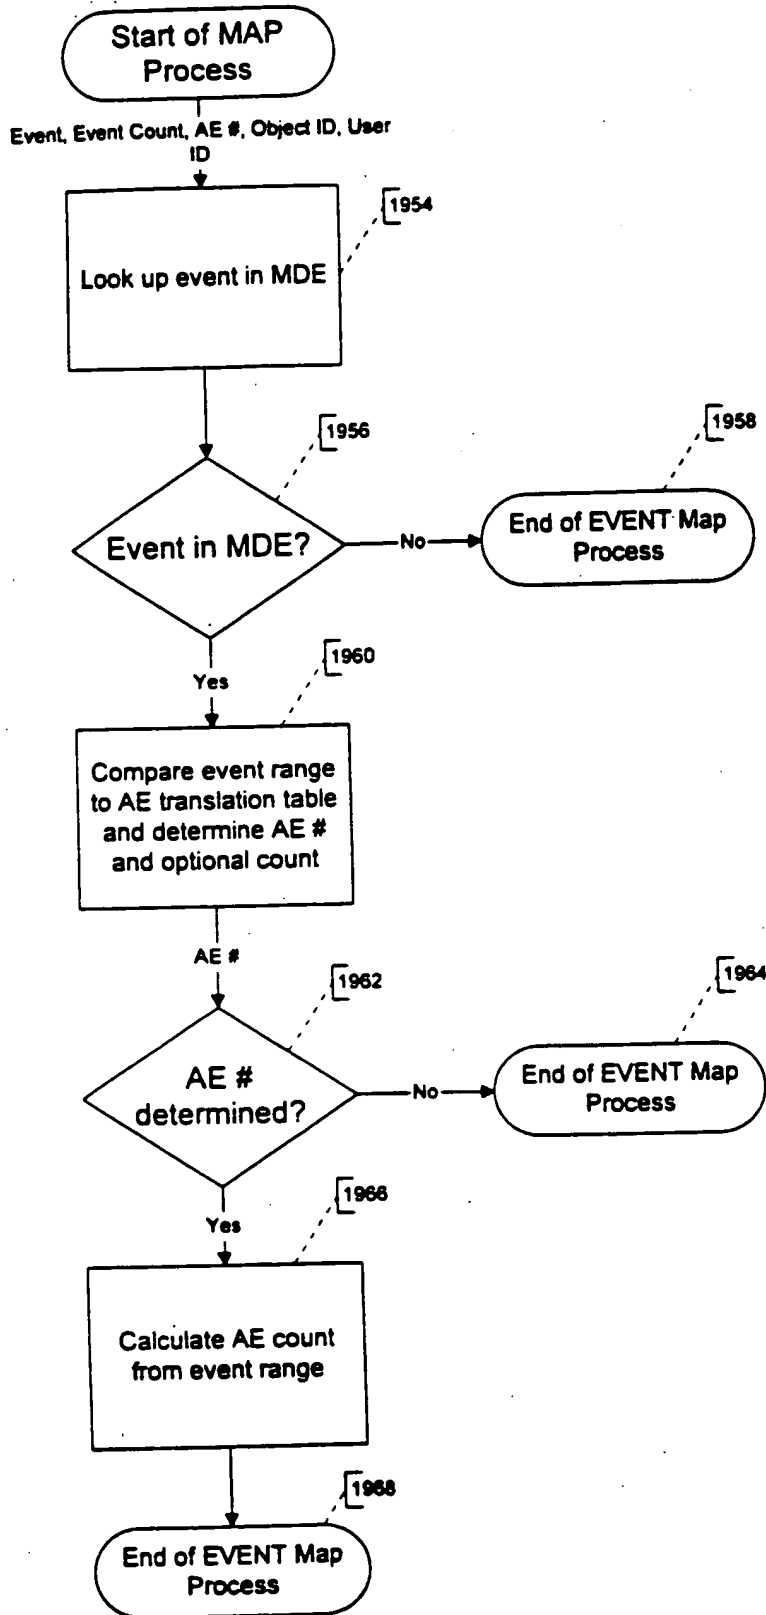 Start of MAP
Process
Event, Event Count, AE #, Object ID, User
ID
1954
Look up event in MDE
1956
1958
Event in MDE?
No
End of EVENT Map
Process
1960
Yes
Compare event range
to AE translation table
and determine AE #
and optional count
AE #
1962
1964
AE #
determined?
No
End of EVENT Map
Process
1966
Yes
Calculate AE count
from event range
1968
End of EVENT Map
Process